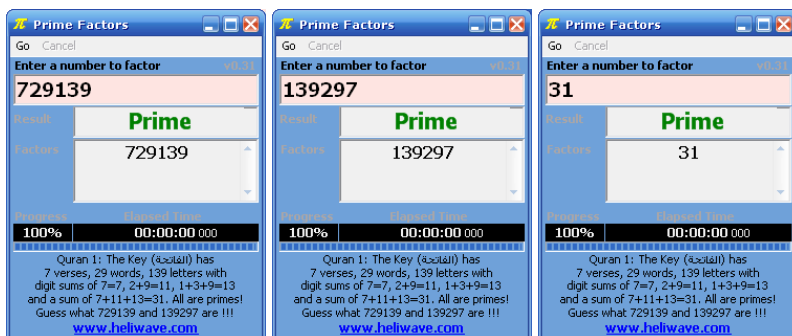 Prime Factors
Go Cancel
Enter a number to factor v0.31
729139
Result Prime
Factors 729139
Progress Elapsed Time
100% 00:00:00 000
Quran 1: The Key (الفاتحة) has
7 verses, 29 words, 139 letters with
digit sums of 7=7, 2+9=11, 1+3+9=13
and a sum of 7+11+13=31. All are primes!
Guess what 729139 and 139297 are !!!
www.heliwave.com
Prime Factors
Go Cancel
Enter a number to factor v0.31
139297
Result Prime
Factors 139297
Progress Elapsed Time
100% 00:00:00 000
Quran 1: The Key (الفاتحة) has
7 verses, 29 words, 139 letters with
digit sums of 7=7, 2+9=11, 1+3+9=13
and a sum of 7+11+13=31. All are primes!
Guess what 729139 and 139297 are !!!
www.heliwave.com
Prime Factors
Go Cancel
Enter a number to factor v0.31
31
Result Prime
Factors 31
Progress Elapsed Time
100% 00:00:00 000
Quran 1: The Key (الفاتحة) has
7 verses, 29 words, 139 letters with
digit sums of 7=7, 2+9=11, 1+3+9=13
and a sum of 7+11+13=31. All are primes!
Guess what 729139 and 139297 are !!!
www.heliwave.com